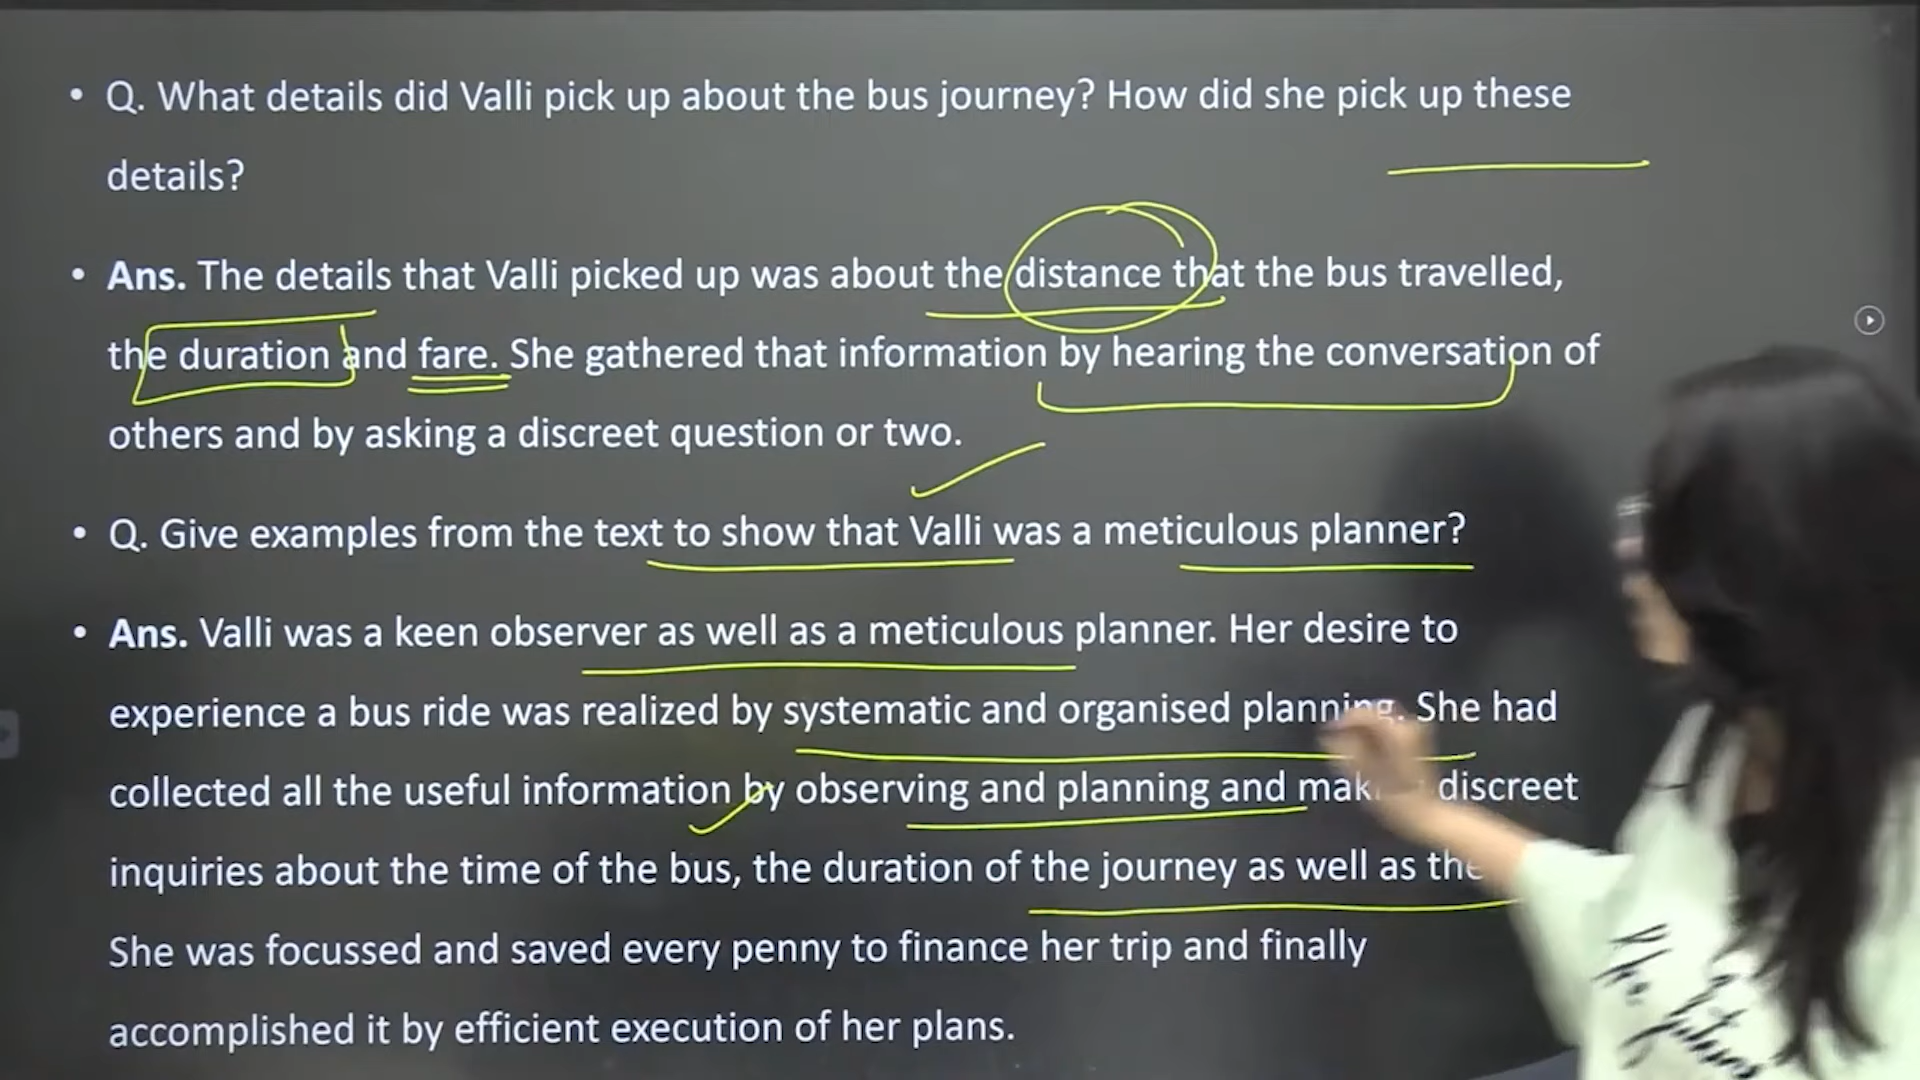 • Q. What details did Valli pick up about the bus journey? How did she pick up these
details?
• Ans. The details that Valli picked up was about the distance that the bus travelled,
the duration and fare. She gathered that information by hearing the conversation of
others and by asking a discreet question or two.
• Q. Give examples from the text to show that Valli was a meticulous planner?
• Ans. Valli was a keen observer as well as a meticulous planner. Her desire to
experience a bus ride was realized by systematic and organised planning. She had
collected all the useful information by observing and planning and discreet
inquiries about the time of the bus, the duration of the journey as well as the
She was focussed and saved every penny to finance her trip and finally
accomplished it by efficient execution of her plans.